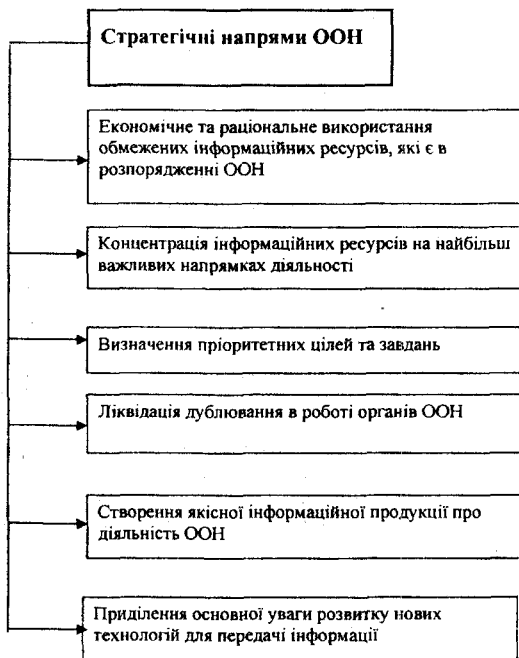 Стратегічні напрями ООН
Економічне та раціональне використання
обмежених інформаційних ресурсів, які є в
розпорядженні ООН
Концентрація інформаційних ресурсів на найбільш
важливих напрямках діяльності
Визначення пріоритетних цілей та завдань
Ліквідація дублювання в роботі органів ООН
Створення якісної інформаційної продукції про
діяльність ООН
Приділення основної уваги розвитку нових
технологій для передачі інформації